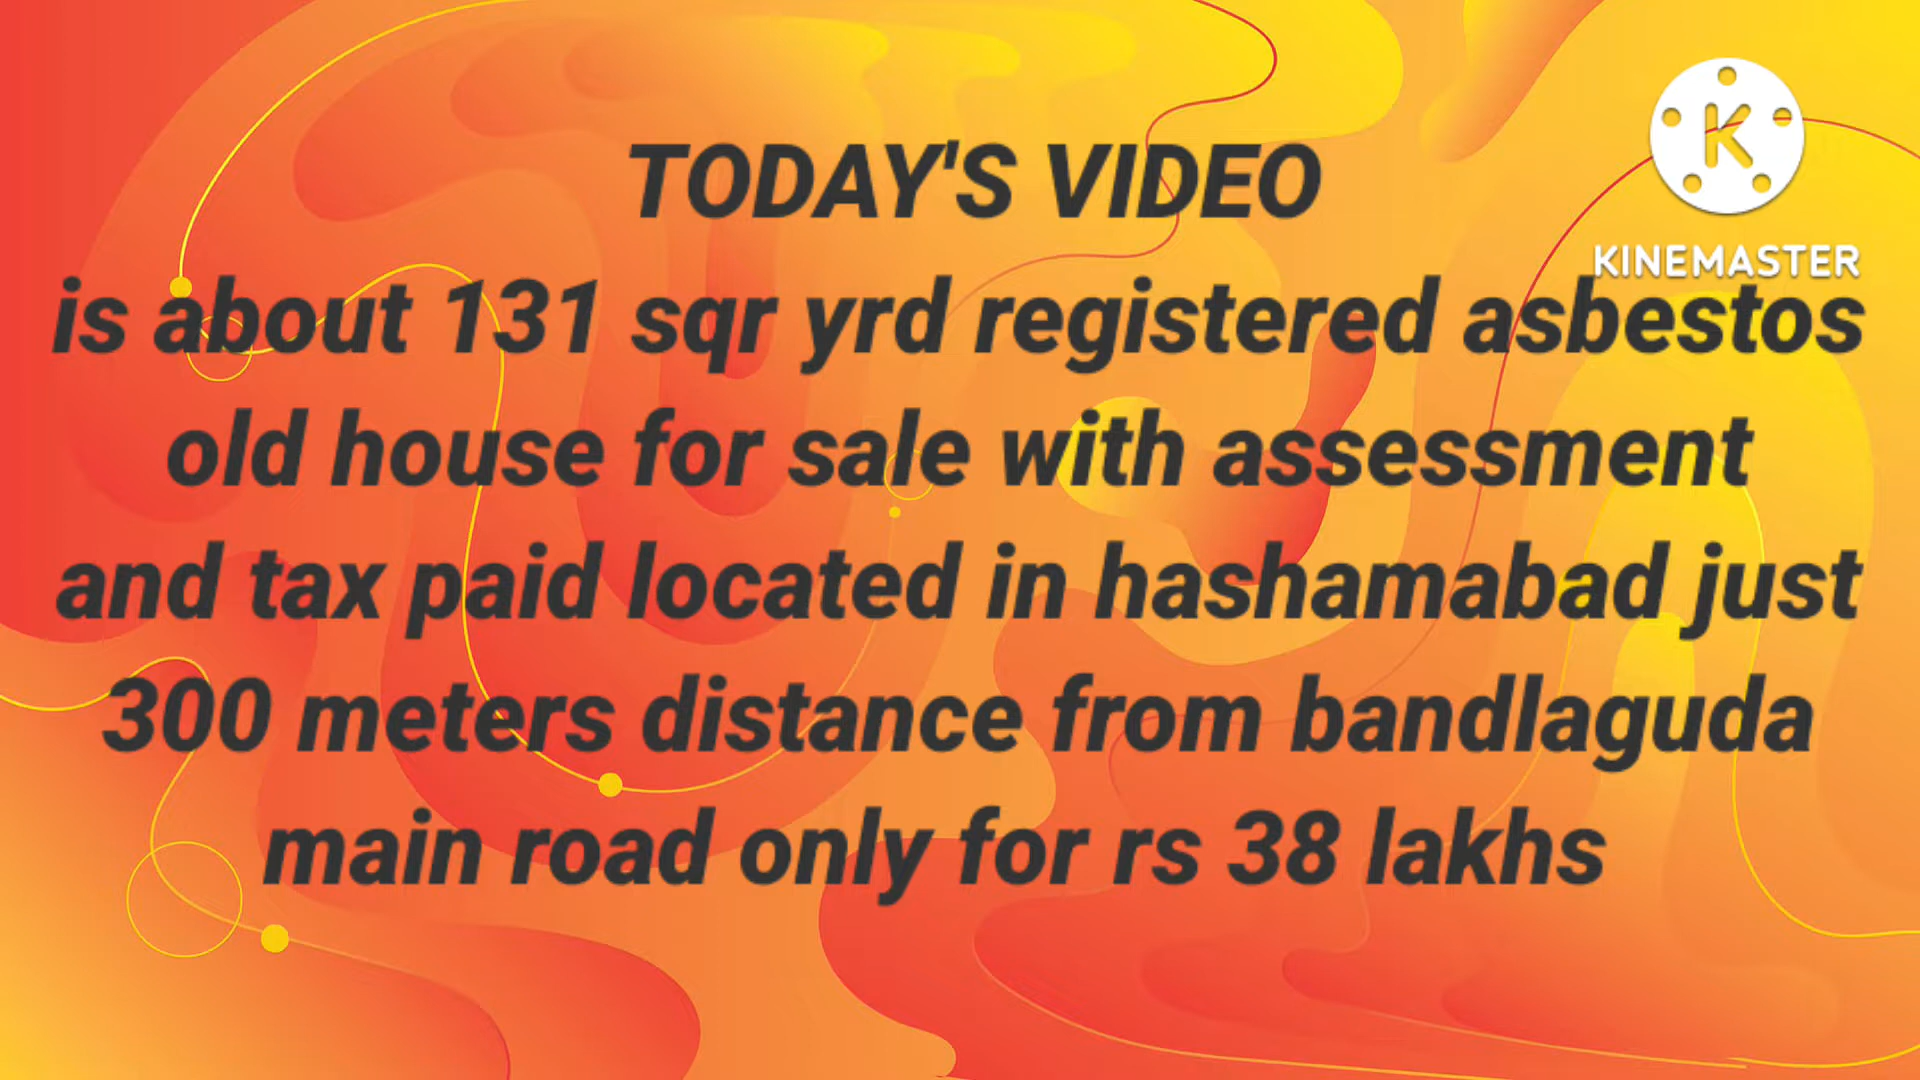 TODAY'S VIDEO
KINEMASTER
is about 131 sqr yrd registered asbestos
old house for sale with assessment
and tax paid located in hashamabad just
300 meters distance from bandlaguda
main road only for rs 38 lakhs